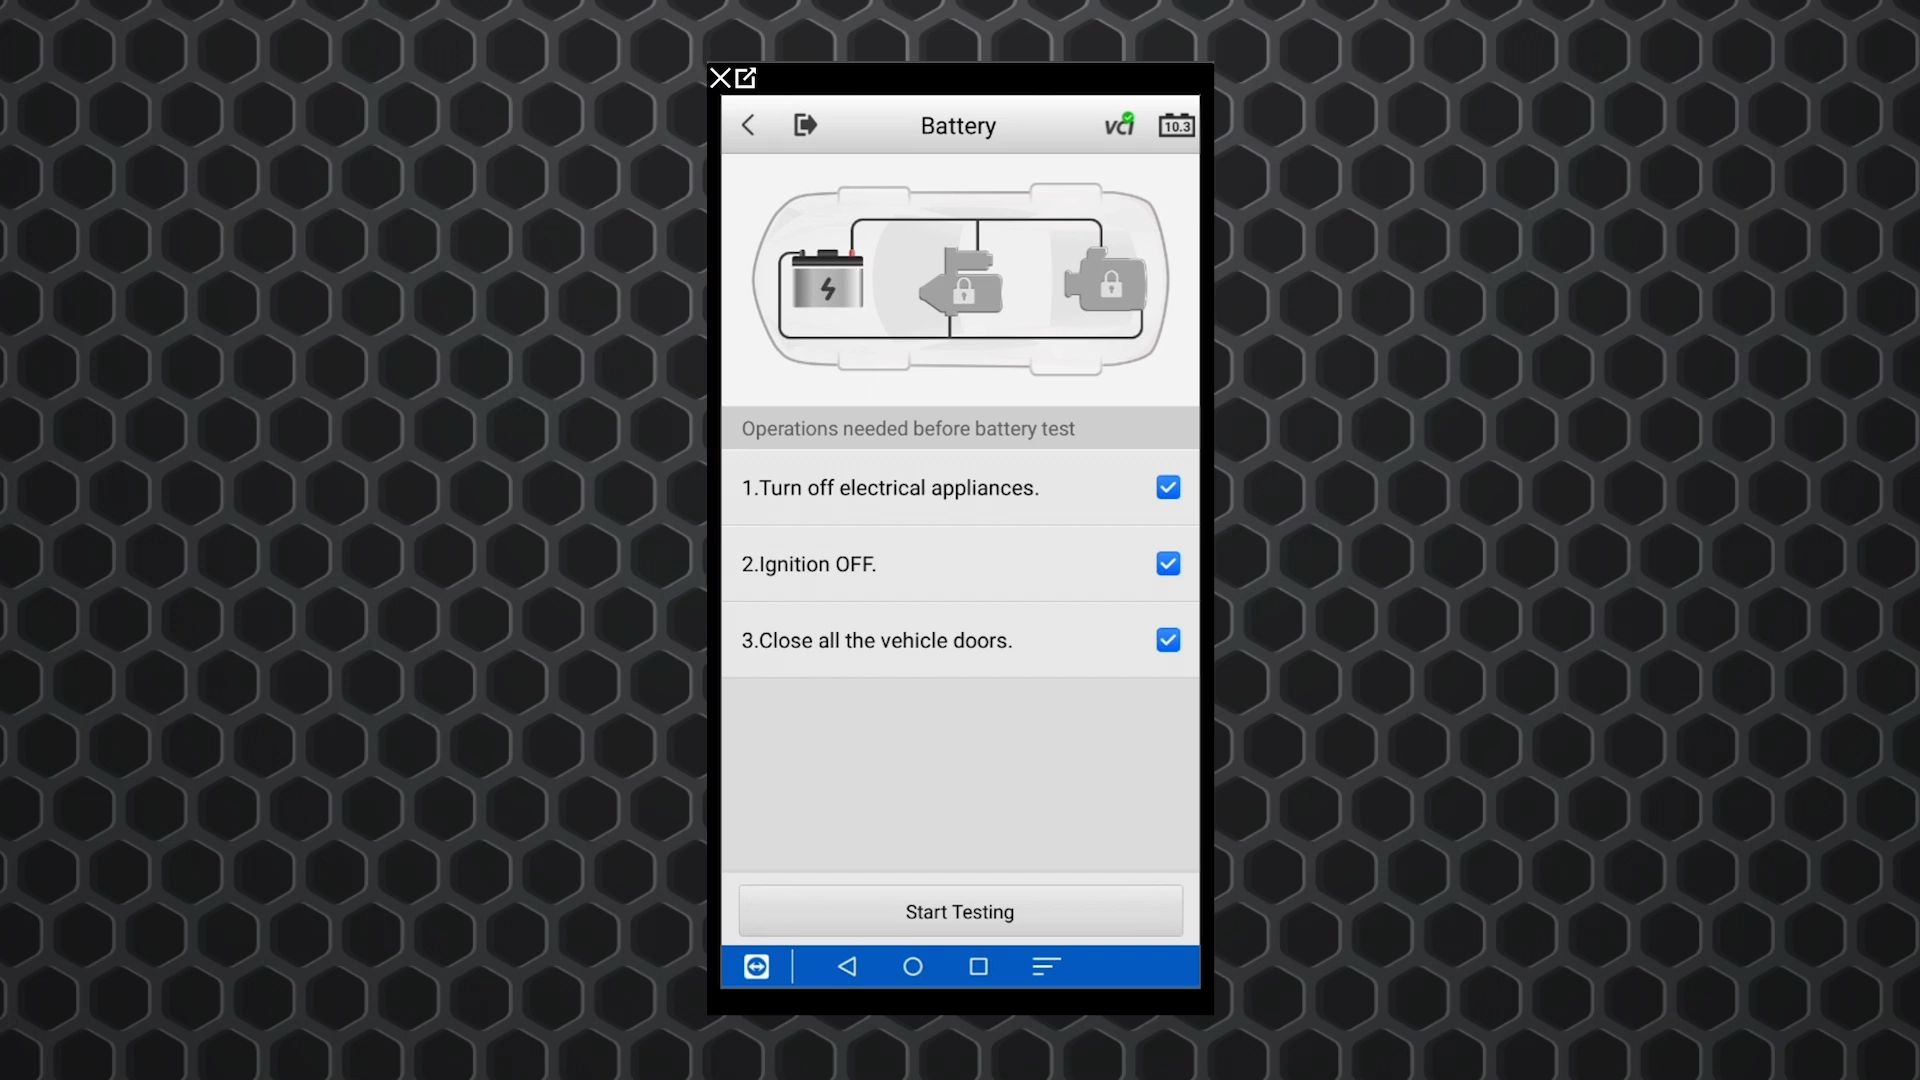 Battery
VCI
10.3
Operations needed before battery test
1.Turn off electrical appliances.
2.Ignition OFF.
3.Close all the vehicle doors.
Start Testing